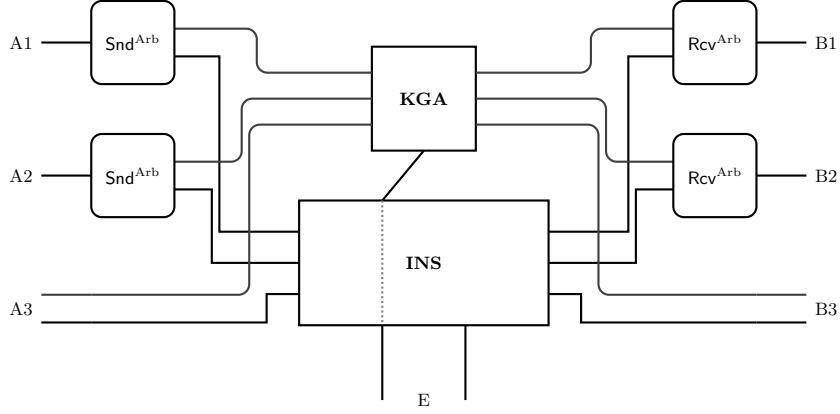 A1 Snd^Arb KGA Rcv^Arb B1
A2 Snd^Arb Rcv^Arb B2
INS
A3 B3
E